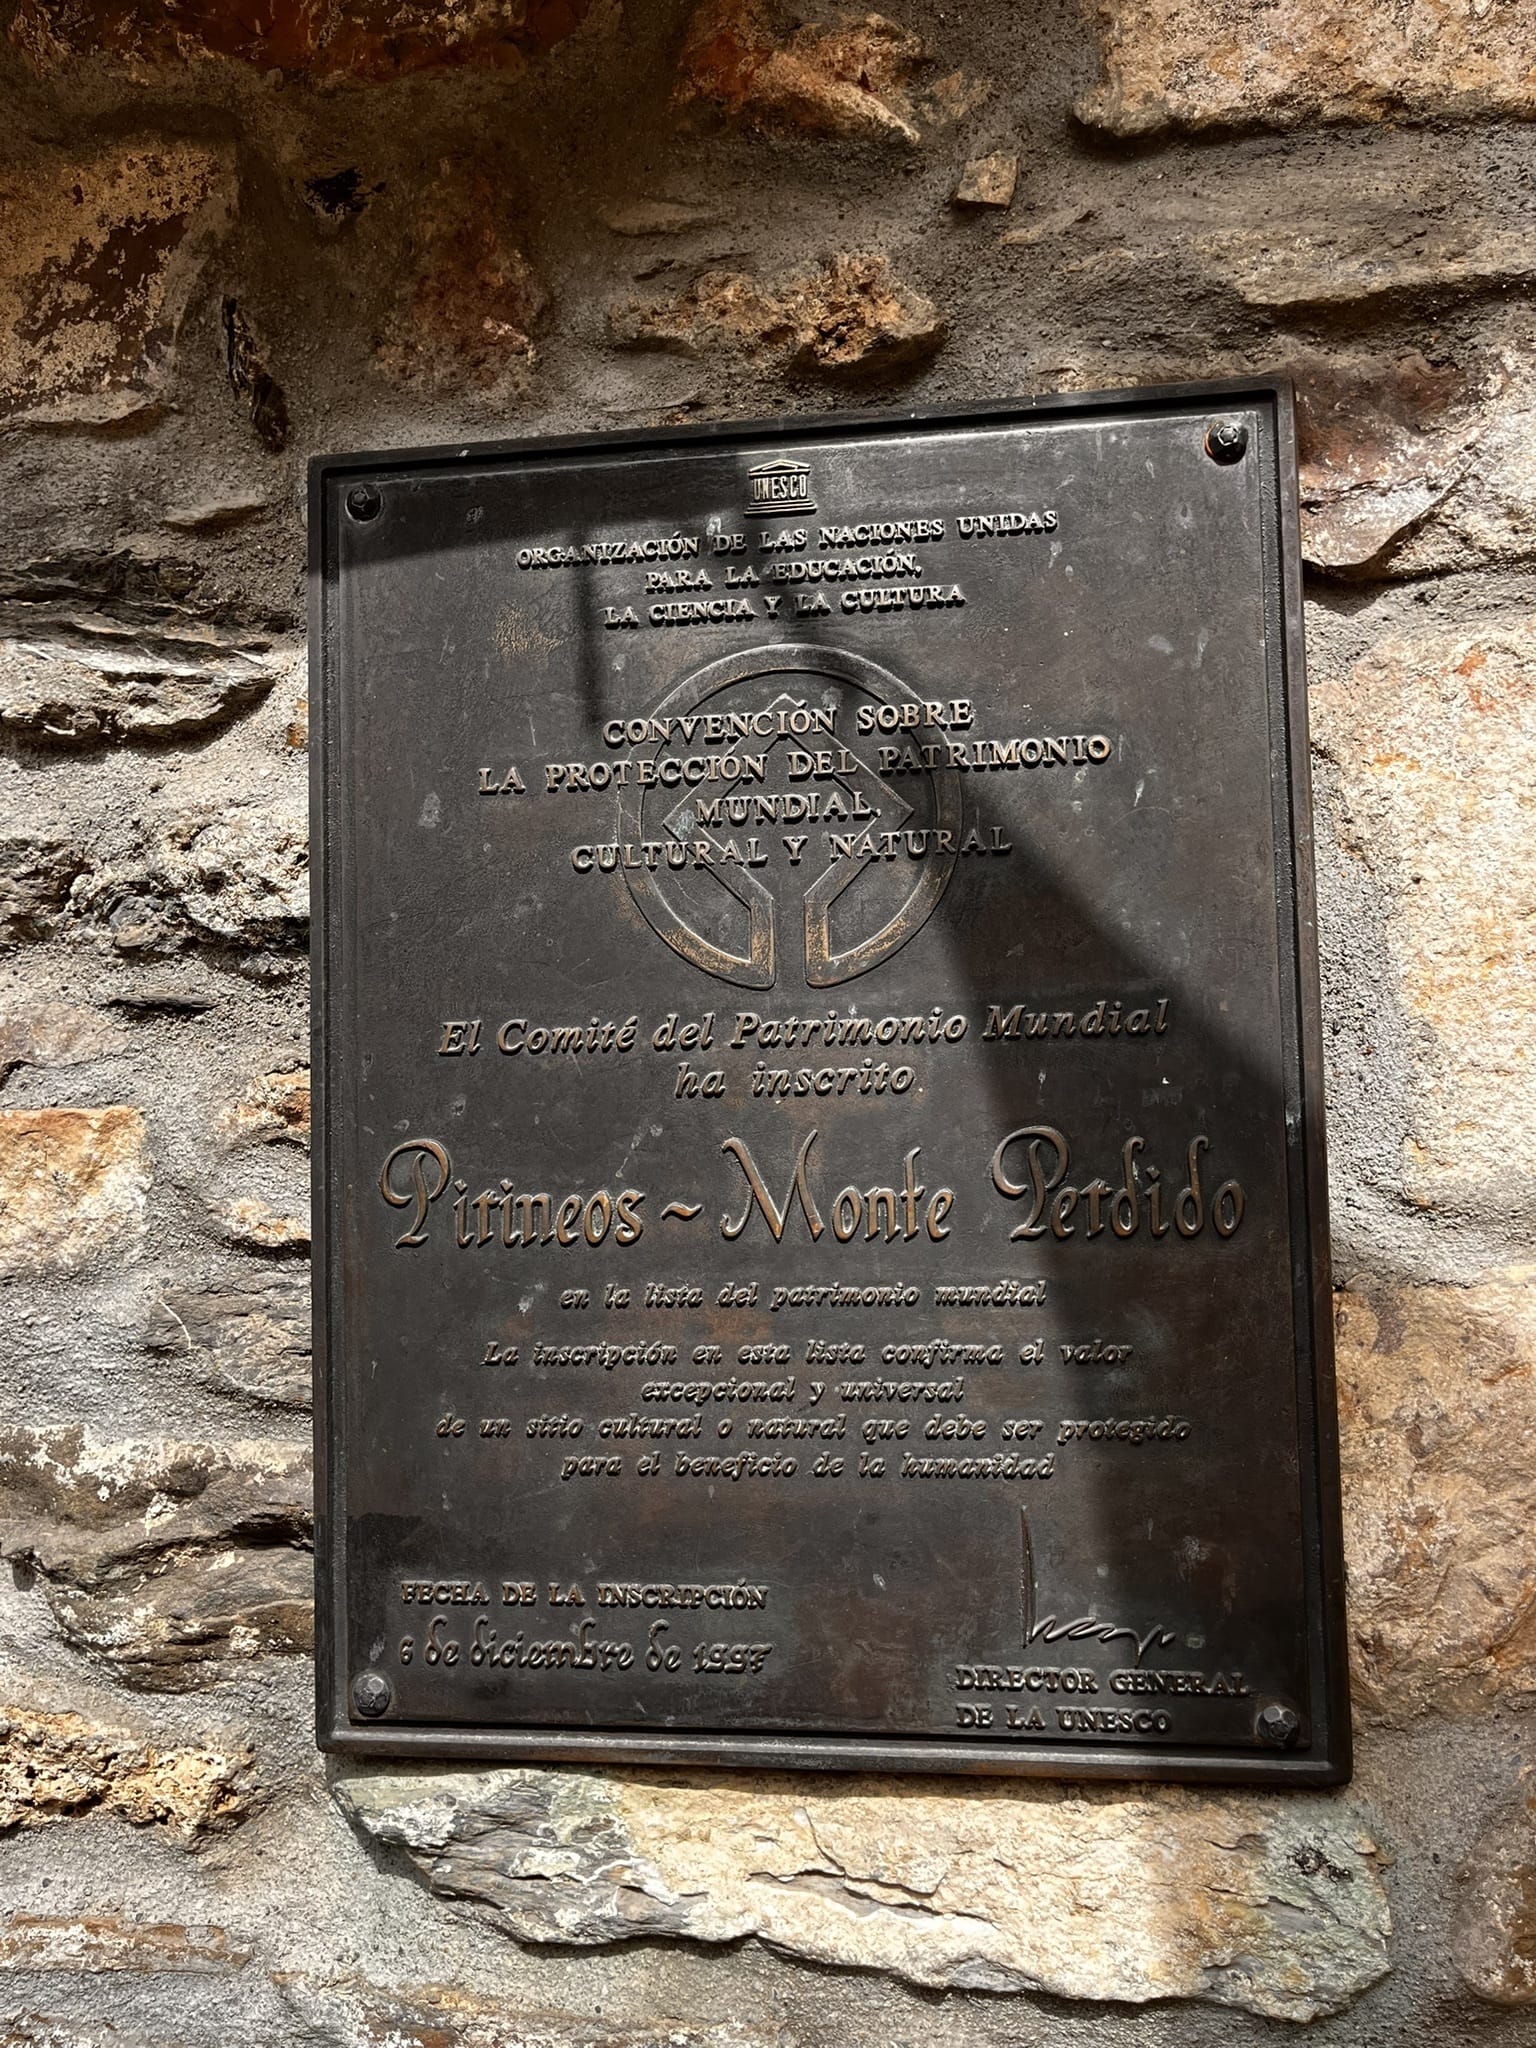 UNESCO
ORGANIZACIÓN DE LAS NACIONES UNIDAS
PARA LA EDUCACIÓN,
LA CIENCIA Y LA CULTURA
CONVENCIÓN SOBRE
LA PROTECCIÓN DEL PATRIMONIO
MUNDIAL,
CULTURAL Y NATURAL
El Comité del Patrimonio Mundial
ha inscrito
Pirineos ~ Monte Perdido
en la lista del patrimonio mundial
La inscripción en esta lista confirma el valor
excepcional y universal
de un sitio cultural o natural que debe ser protegido
para el beneficio de la humanidad
FECHA DE LA INSCRIPCIÓN
6 de diciembre de 1997
DIRECTOR GENERAL
DE LA UNESCO